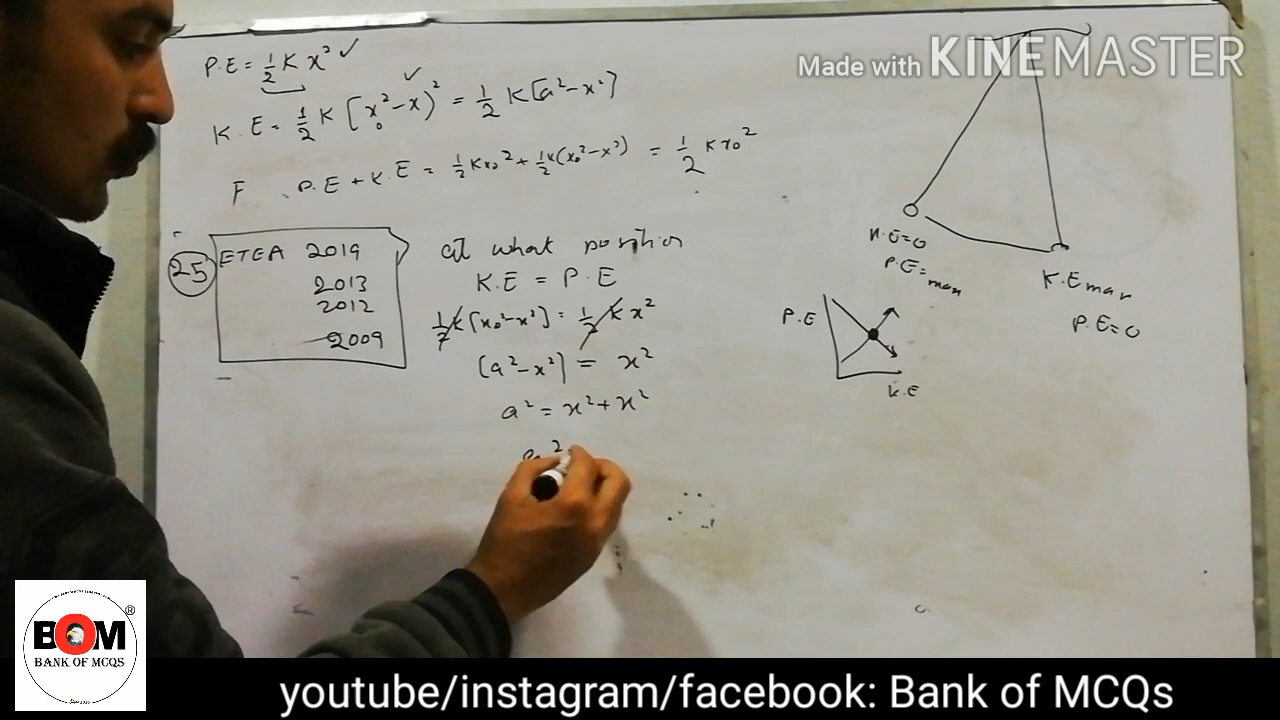 Made with KINEMASTER
P.E = 1/2 K x² ✓
K.E = 1/2 K [x₀² - x)² = 1/2 K [a² - x²]
F P.E + K.E = 1/2 K x₀² + 1/2 K (x₀² - x²) = 1/2 K x₀²
25
ETEA 2019
2013
2012
2009
at what position
K.E = P.E
1/2 K [x₀² - x²] = 1/2 K x²
[a² - x²] = x²
a² = x² + x²
K.E=0
P.E=max
K.E max
P.E=0
P.E
K.E
BOM
BANK OF MCQS
youtube/instagram/facebook: Bank of MCQs